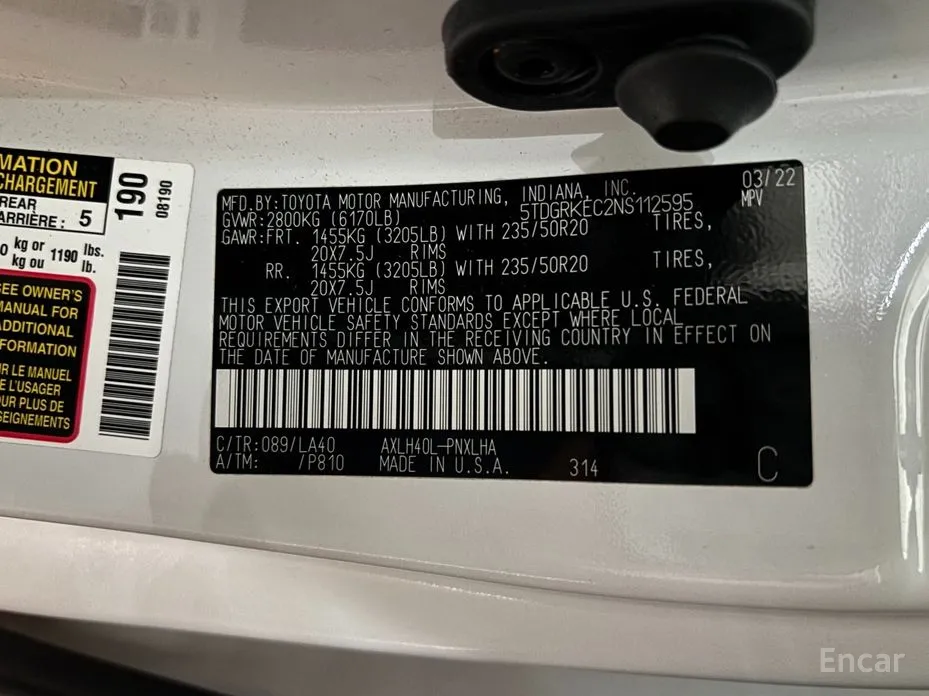 MATION
CHARGEMENT
REAR
ARRIÈRE : 5
0 kg or 1190 lbs.
kg ou lb.
SEE OWNER'S
MANUAL FOR
ADDITIONAL
FORMATION
R LE MANUEL
E L'USAGER
UR PLUS DE
SEIGNEMENTS
190
08190
MFD.BY:TOYOTA MOTOR MANUFACTURING, INDIANA, INC. 03/22
GVWR:2800KG (6170LB) 5TDGRKEC2NS112595 MPV
GAWR:FRT. 1455KG (3205LB) WITH 235/50R20 TIRES,
20X7.5J RIMS
RR. 1455KG (3205LB) WITH 235/50R20 TIRES,
20X7.5J RIMS
THIS EXPORT VEHICLE CONFORMS TO APPLICABLE U.S. FEDERAL
MOTOR VEHICLE SAFETY STANDARDS EXCEPT WHERE LOCAL
REQUIREMENTS DIFFER IN THE RECEIVING COUNTRY IN EFFECT ON
THE DATE OF MANUFACTURE SHOWN ABOVE.
C/TR:089/LA40 AXLH40L-PNXLHA
A/TM: /P810 MADE IN U.S.A. 314 C
Encar